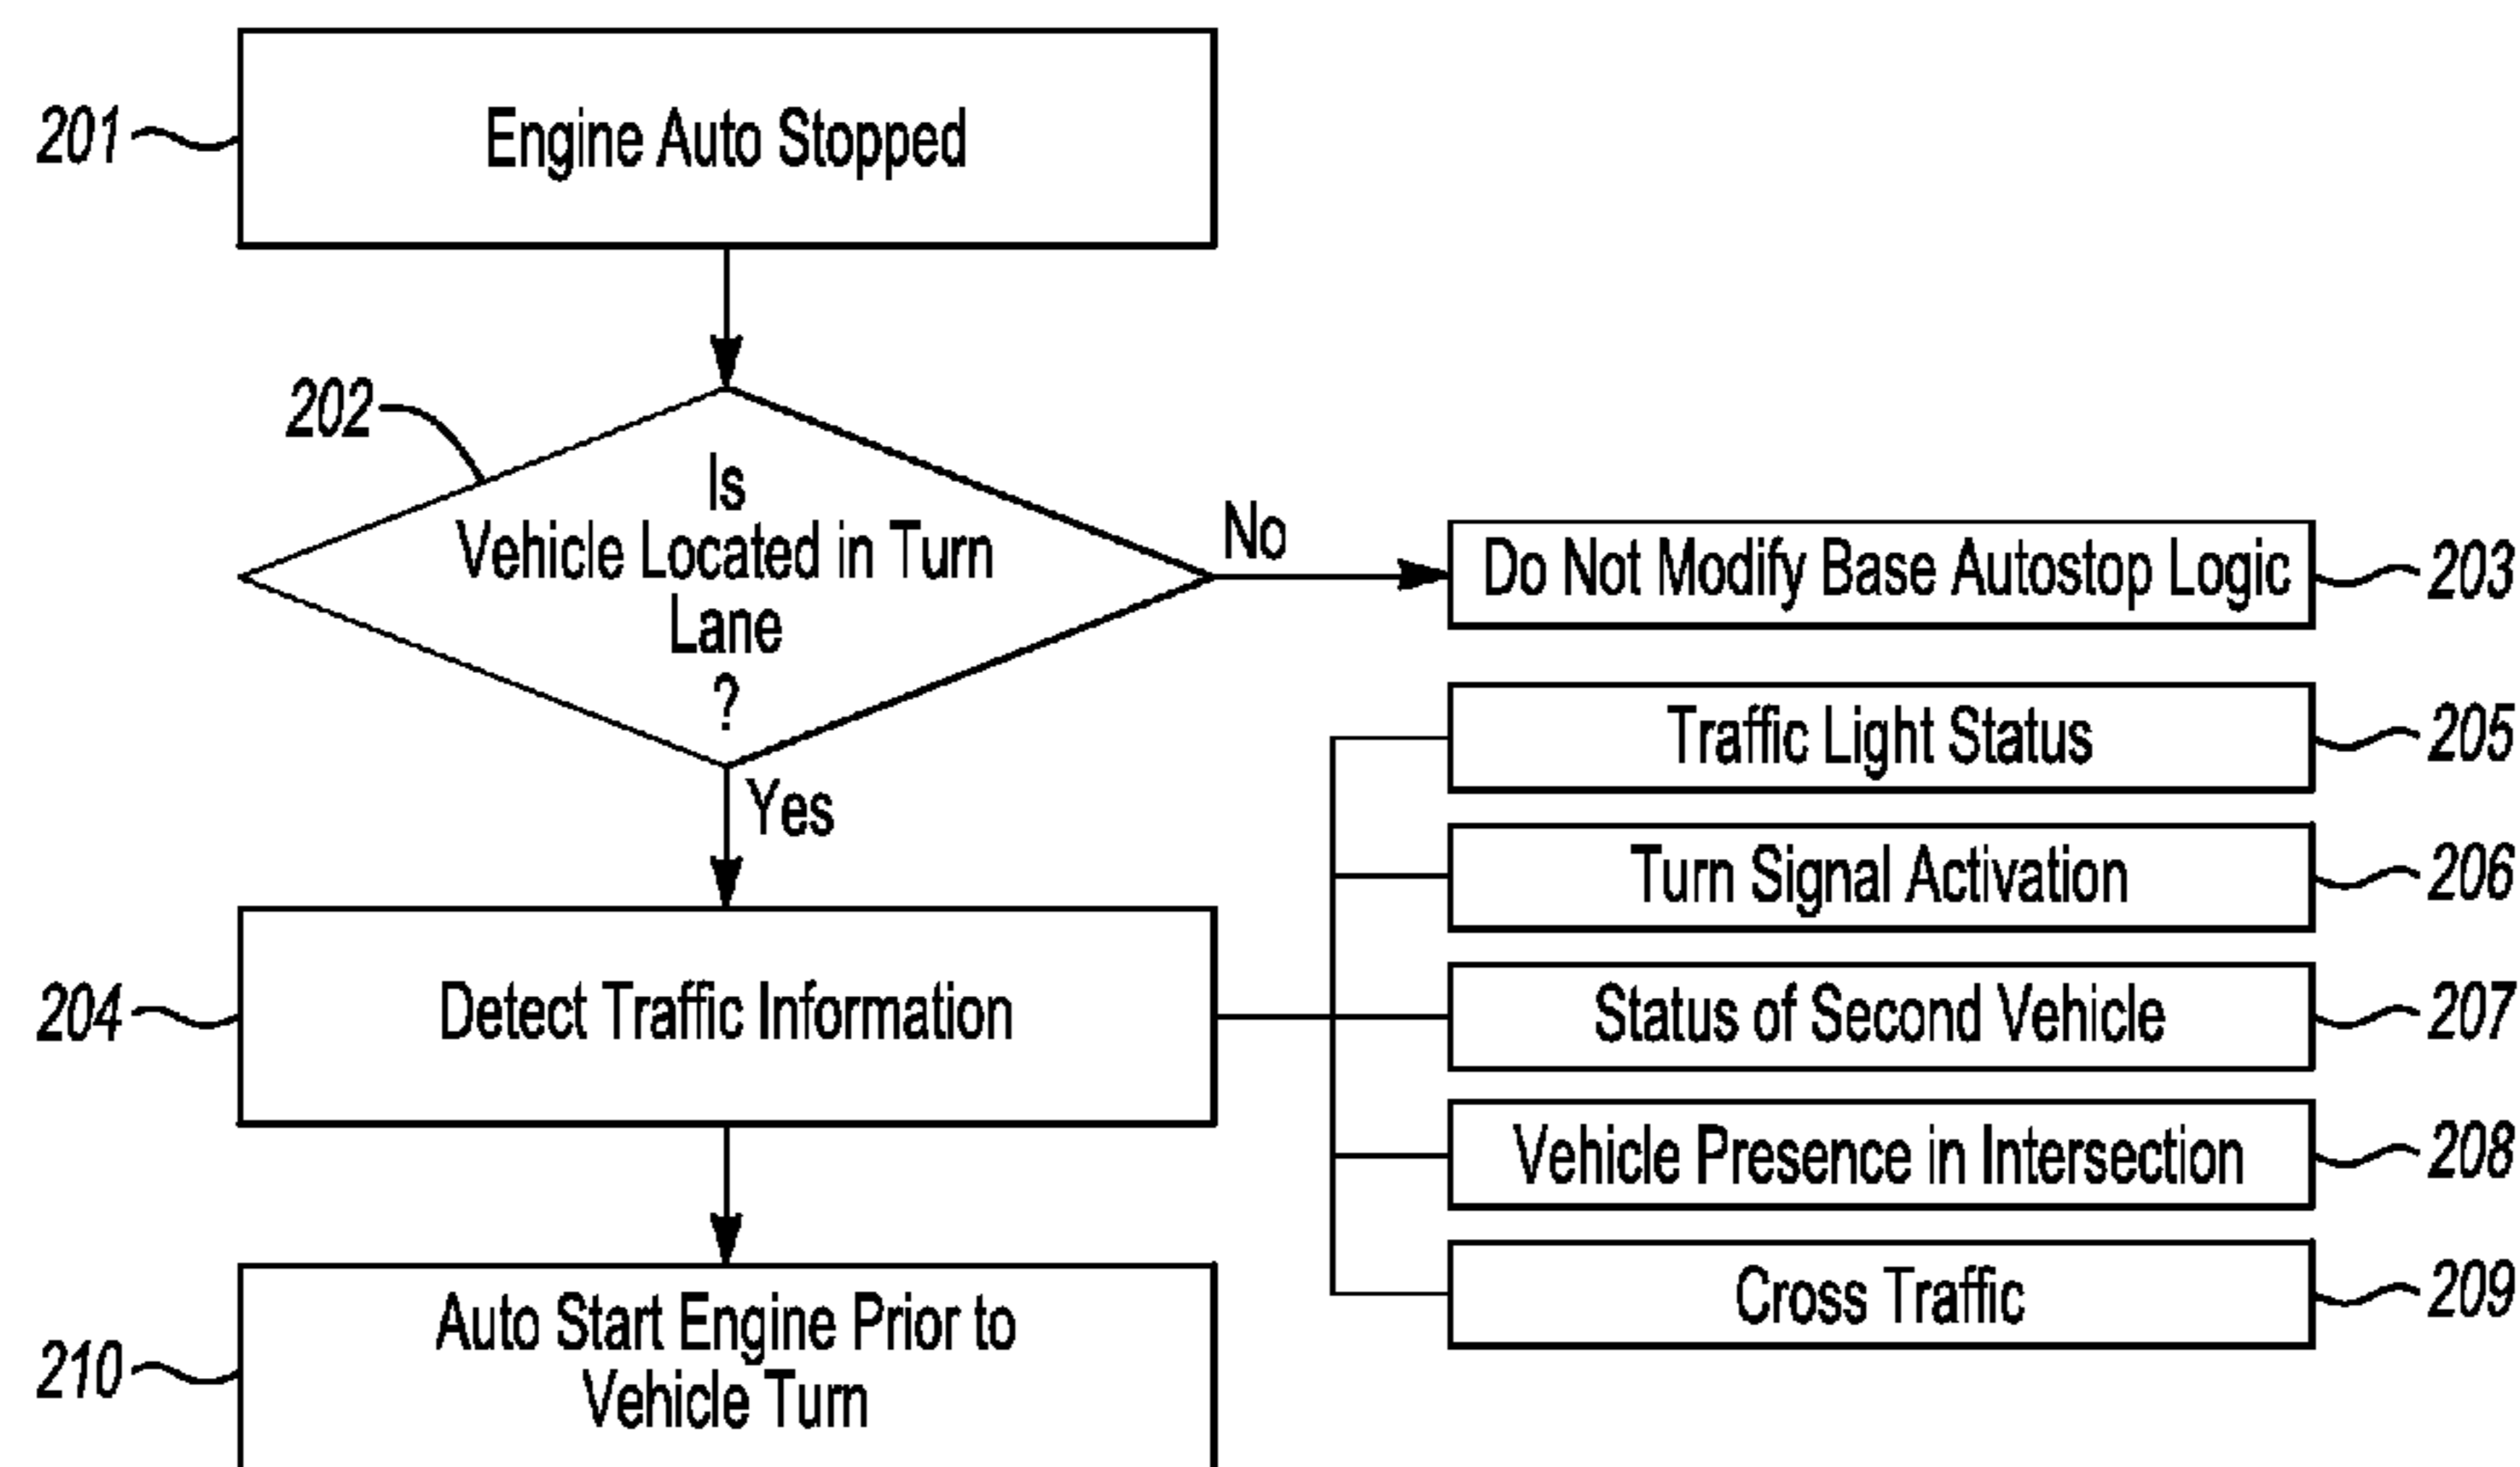 201
Engine Auto Stopped
202
Is
Vehicle Located in Turn
Lane
?
No
Do Not Modify Base Autostop Logic
203
Yes
Traffic Light Status
205
Turn Signal Activation
206
204
Detect Traffic Information
Status of Second Vehicle
207
Vehicle Presence in Intersection
208
Cross Traffic
209
210
Auto Start Engine Prior to
Vehicle Turn